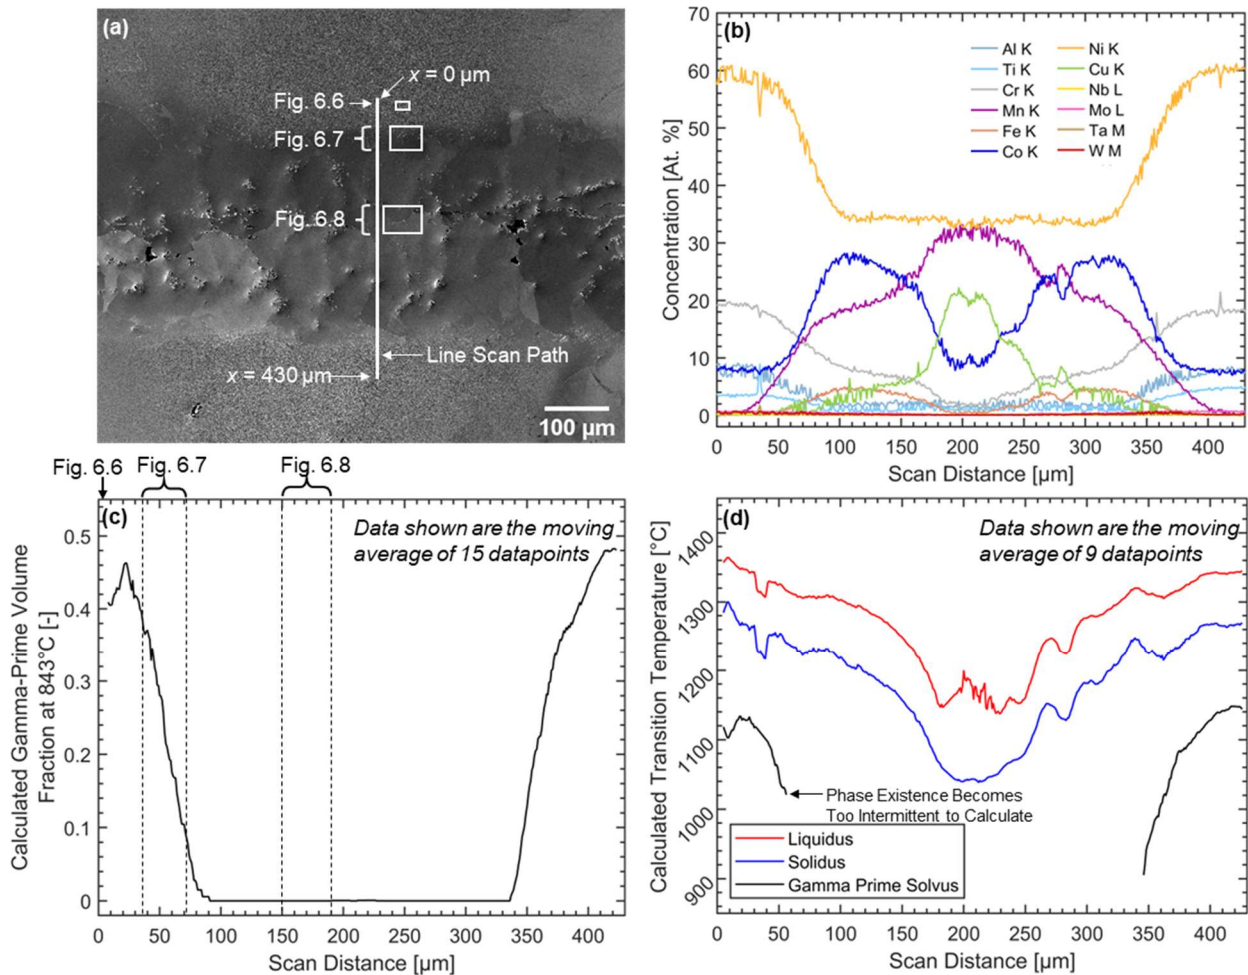 (a)
x = 0 µm
Fig. 6.6
Fig. 6.7
Fig. 6.8
Line Scan Path
x = 430 µm
100 µm
(b)
Concentration [At. %]
70
60
50
40
30
20
10
0
Al K
Ti K
Cr K
Mn K
Fe K
Co K
Ni K
Cu K
Nb L
Mo L
Ta M
W M
0 50 100 150 200 250 300 350 400
Scan Distance [µm]
Fig. 6.6 Fig. 6.7 Fig. 6.8
(c)
Data shown are the moving
average of 15 datapoints
Calculated Gamma-Prime Volume
Fraction at 843°C [-]
0.5
0.4
0.3
0.2
0.1
0
0 50 100 150 200 250 300 350 400
Scan Distance [µm]
(d)
Data shown are the moving
average of 9 datapoints
Calculated Transition Temperature [°C]
1400
1300
1200
1100
1000
900
Phase Existence Becomes
Too Intermittent to Calculate
Liquidus
Solidus
Gamma Prime Solvus
0 50 100 150 200 250 300 350 400
Scan Distance [µm]